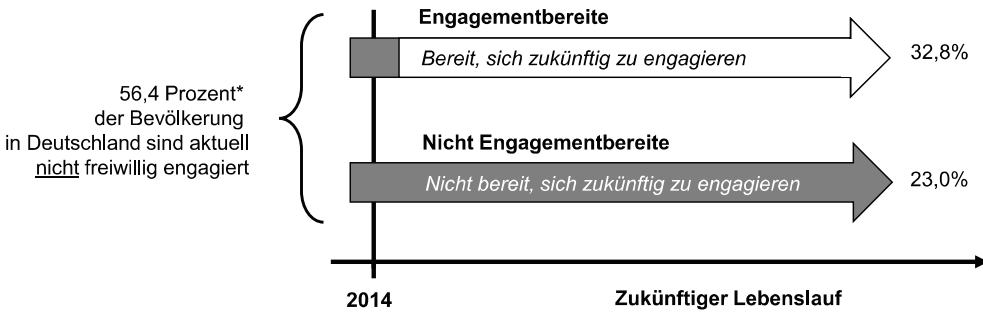 56,4 Prozent*
der Bevölkerung
in Deutschland sind aktuell
nicht freiwillig engagiert
Engagementbereite
Bereit, sich zukünftig zu engagieren
32,8%
Nicht Engagementbereite
Nicht bereit, sich zukünftig zu engagieren
23,0%
2014
Zukünftiger Lebenslauf